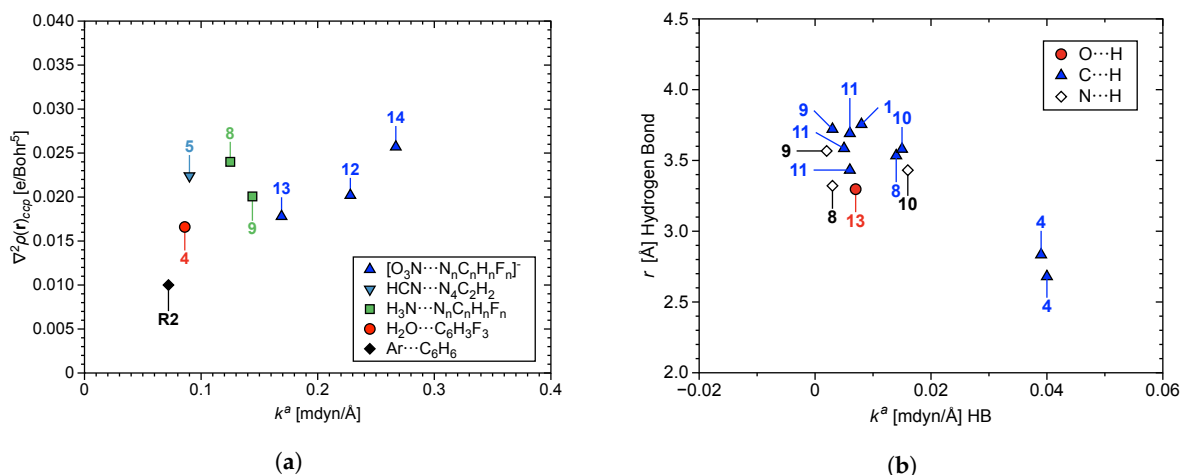 0.040
0.035
0.030
0.025
0.020
0.015
0.010
0.005
0
∇²ρ(r)ccp [e/Bohr⁵]
14
8
5
12
13
9
4
R2
[O₃N···NₙCₙHₙFₙ]⁻
HCN···N₄C₂H₂
H₃N···NₙCₙHₙFₙ
H₂O···C₆H₃F₃
Ar···C₆H₆
0 0.1 0.2 0.3 0.4
kᵃ [mdyn/Å]
(a)
4.5
4.0
3.5
3.0
2.5
2.0
r [Å] Hydrogen Bond
O···H
C···H
N···H
11
9 1
10
11
9
11
8
8 13 10
4
4
−0.02 0 0.02 0.04 0.06
kᵃ [mdyn/Å] HB
(b)